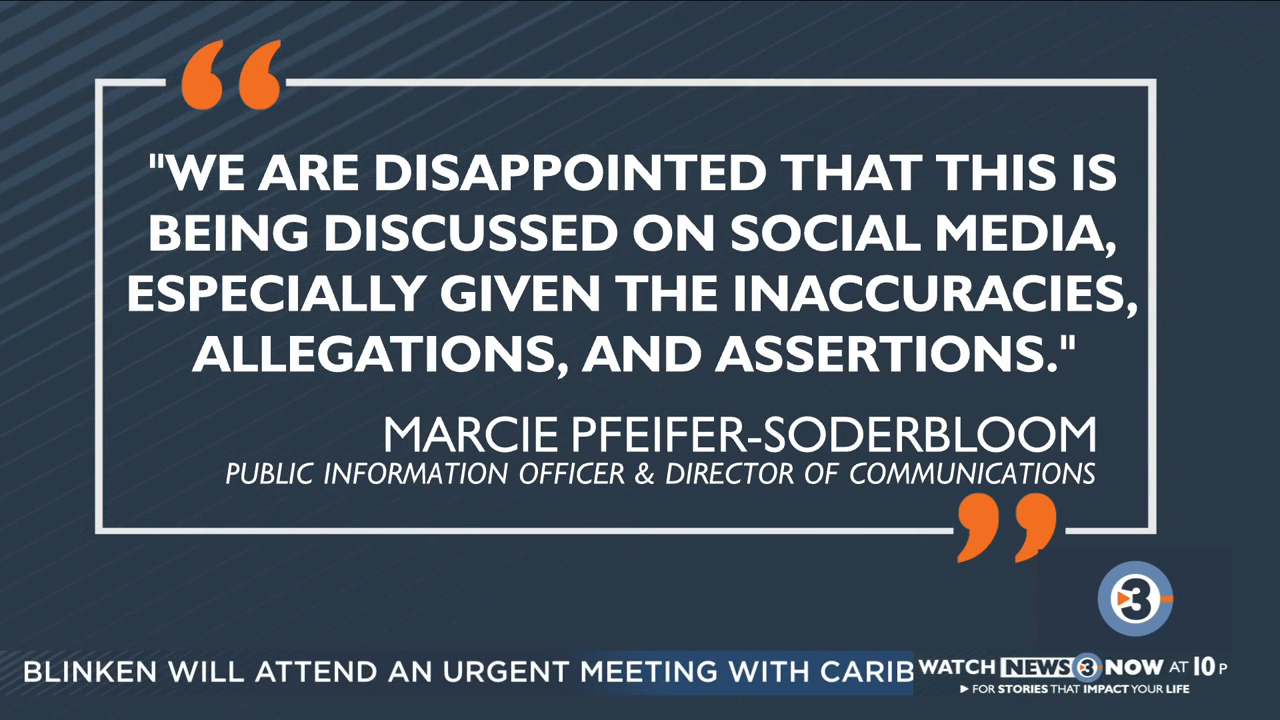 "WE ARE DISAPPOINTED THAT THIS IS
BEING DISCUSSED ON SOCIAL MEDIA,
ESPECIALLY GIVEN THE INACCURACIES,
ALLEGATIONS, AND ASSERTIONS."
MARCIE PFEIFER-SODERBLOOM
PUBLIC INFORMATION OFFICER & DIRECTOR OF COMMUNICATIONS
3
BLINKEN WILL ATTEND AN URGENT MEETING WITH CARIB
WATCH NEWS 3 NOW AT 10P
FOR STORIES THAT IMPACT YOUR LIFE